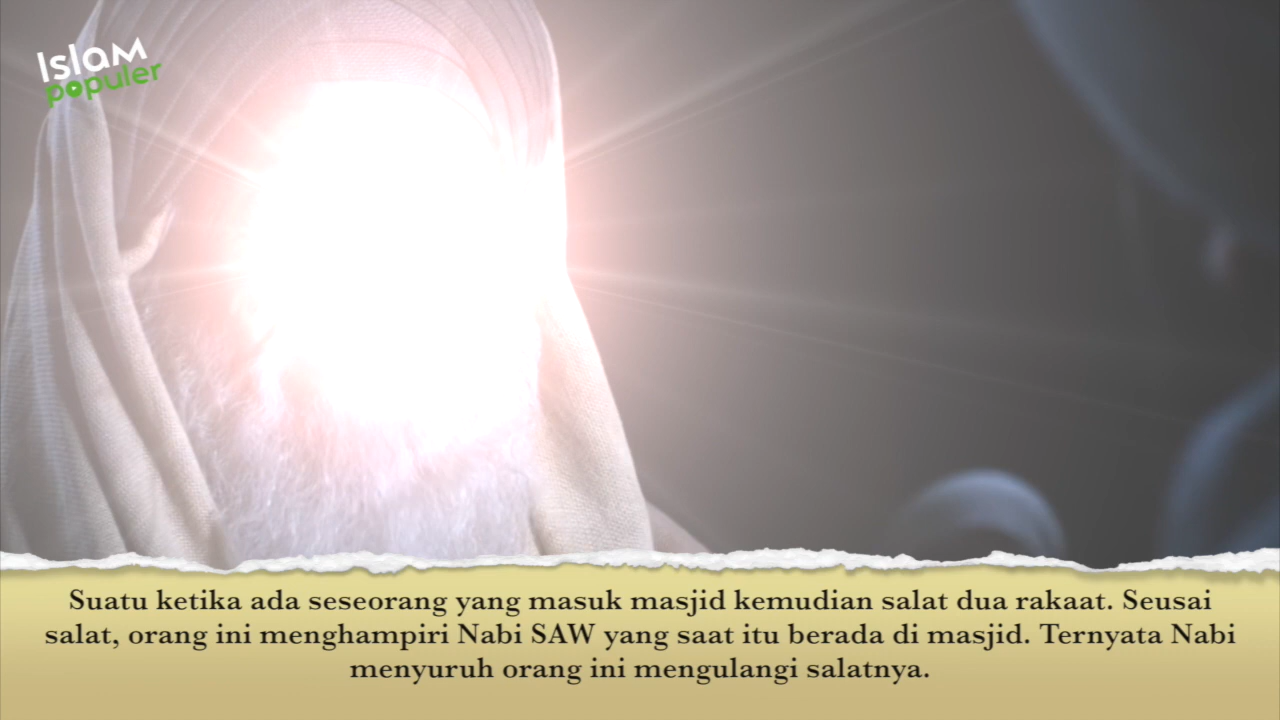 Islam
populer
Suatu ketika ada seseorang yang masuk masjid kemudian salat dua rakaat. Seusai
salat, orang ini menghampiri Nabi SAW yang saat itu berada di masjid. Ternyata Nabi
menyuruh orang ini mengulangi salatnya.